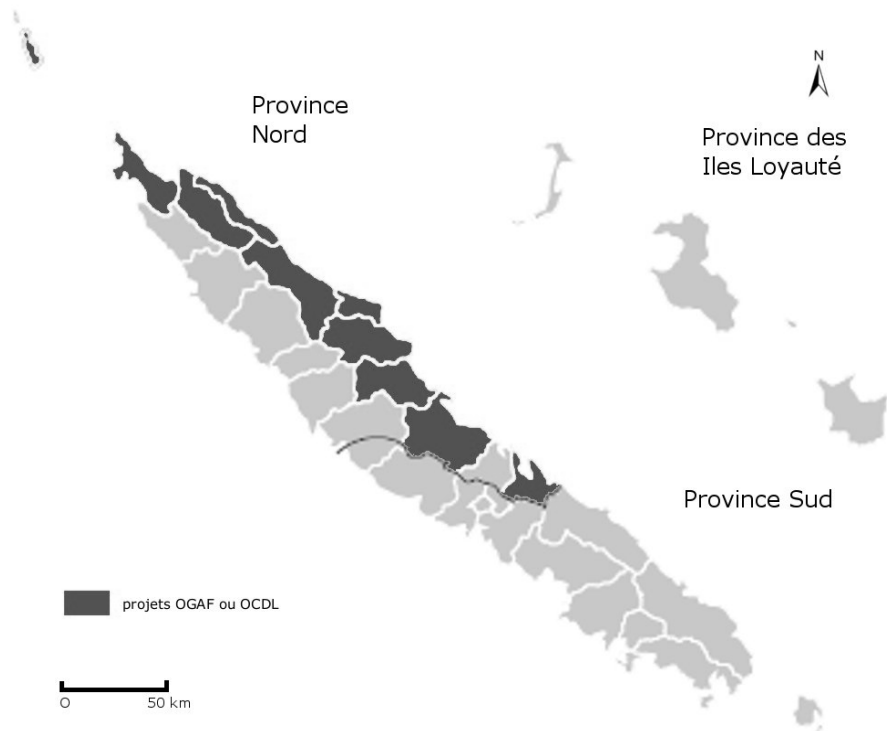 N
Province
Nord
Province des
Iles Loyauté
Province Sud
projets OGAF ou OCDL
O
50 km